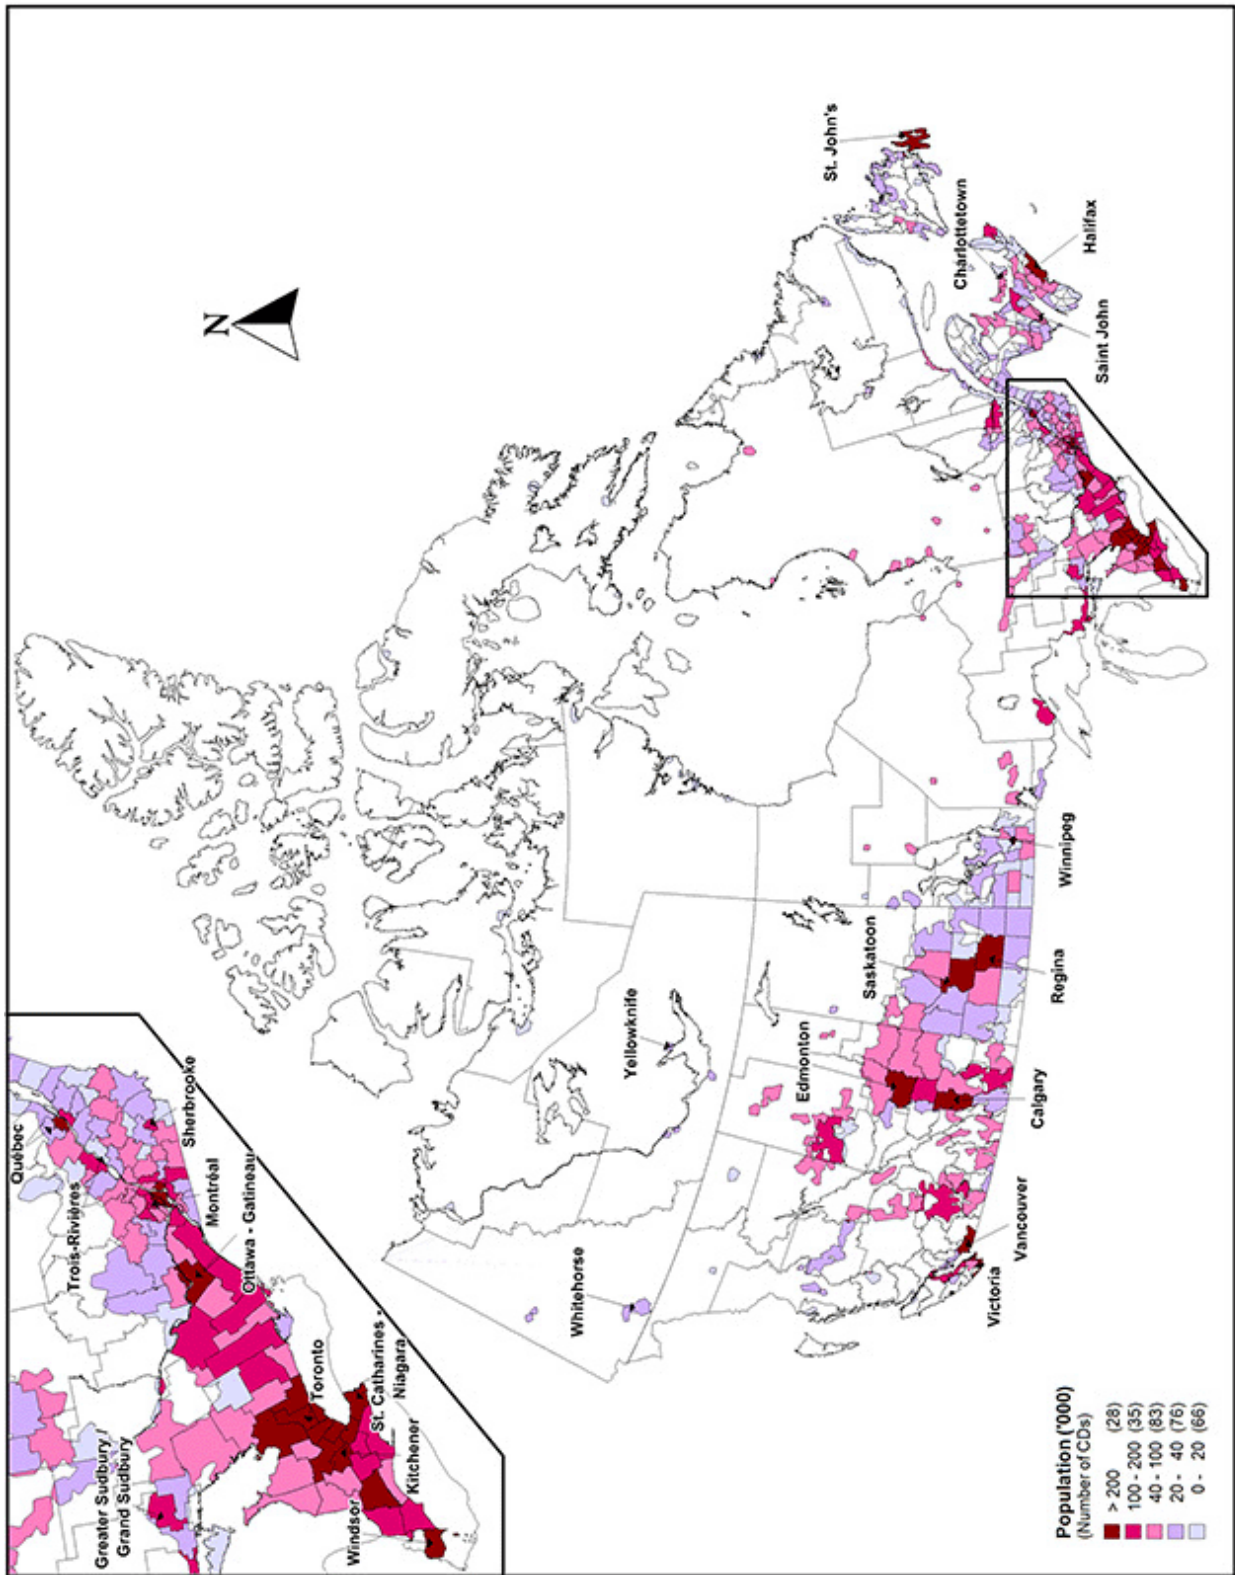 N
Québec
Trois-Rivières
Sherbrooke
Montréal
Ottawa - Gatineau
Greater Sudbury /
Grand Sudbury
Toronto
St. Catharines -
Niagara
Kitchener
Windsor
St. John's
Charlottetown
Halifax
Saint John
Whitehorse
Yellowknife
Edmonton
Saskatoon
Victoria
Vancouver
Calgary
Regina
Winnipeg
Population ('000)
(Number of CDs)
> 200 (28)
100 - 200 (35)
40 - 100 (83)
20 - 40 (76)
0 - 20 (66)